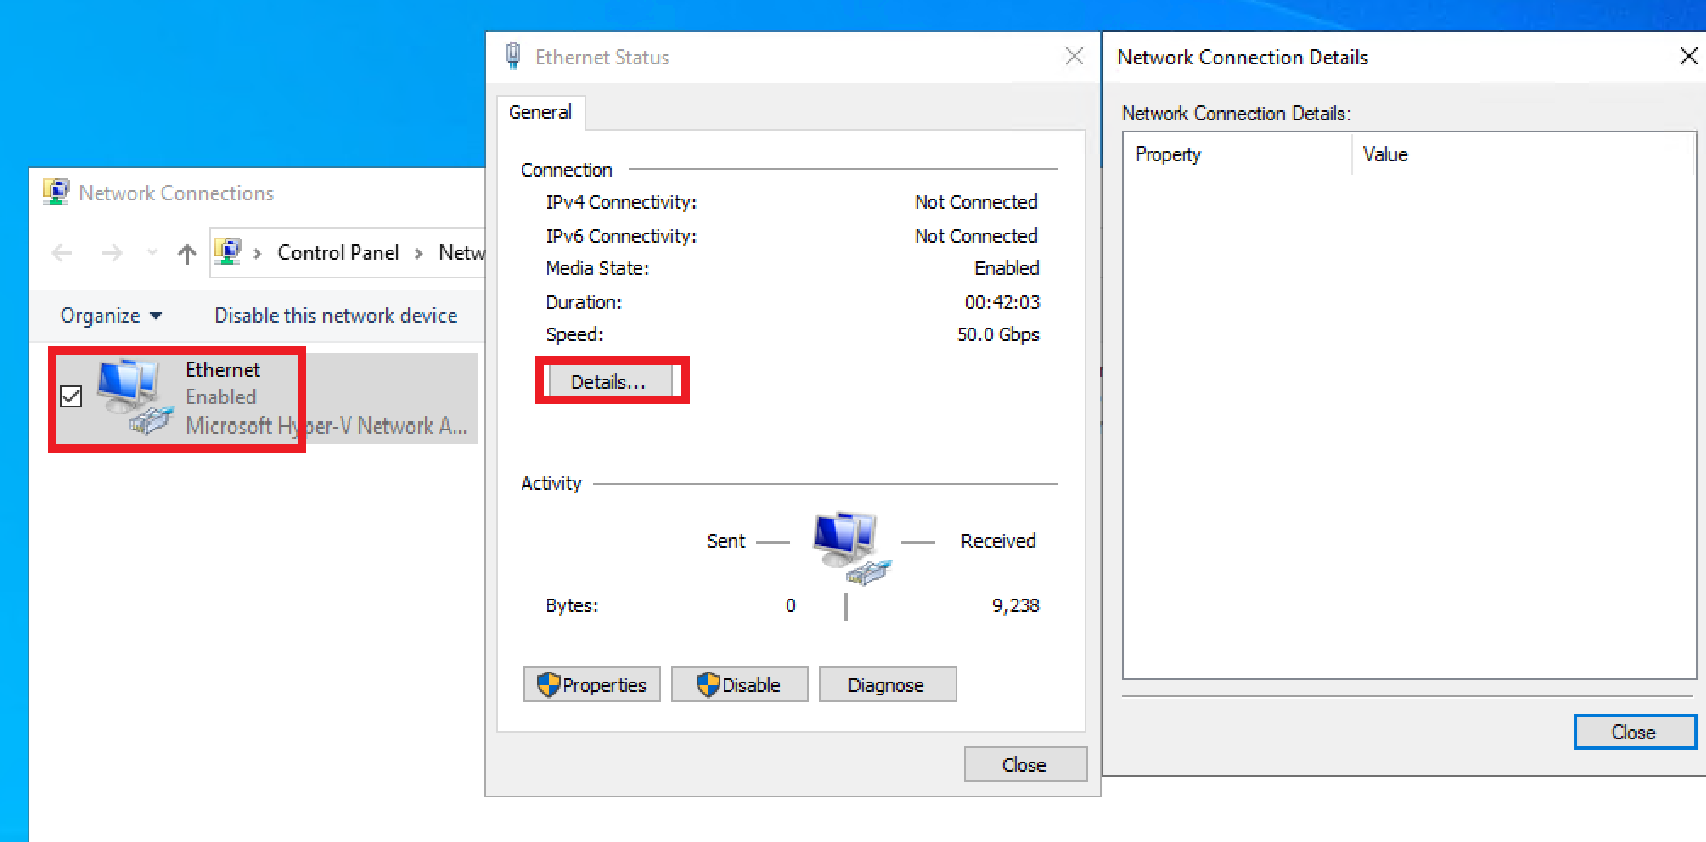 Network Connections
Control Panel > Netw
Organize
Disable this network device
Ethernet
Enabled
Microsoft Hyper-V Network A...
Ethernet Status
General
Connection
IPv4 Connectivity: Not Connected
IPv6 Connectivity: Not Connected
Media State: Enabled
Duration: 00:42:03
Speed: 50.0 Gbps
Details...
Activity
Sent Received
Bytes: 0 9,238
Properties Disable Diagnose
Close
Network Connection Details
Network Connection Details:
Property Value
Close